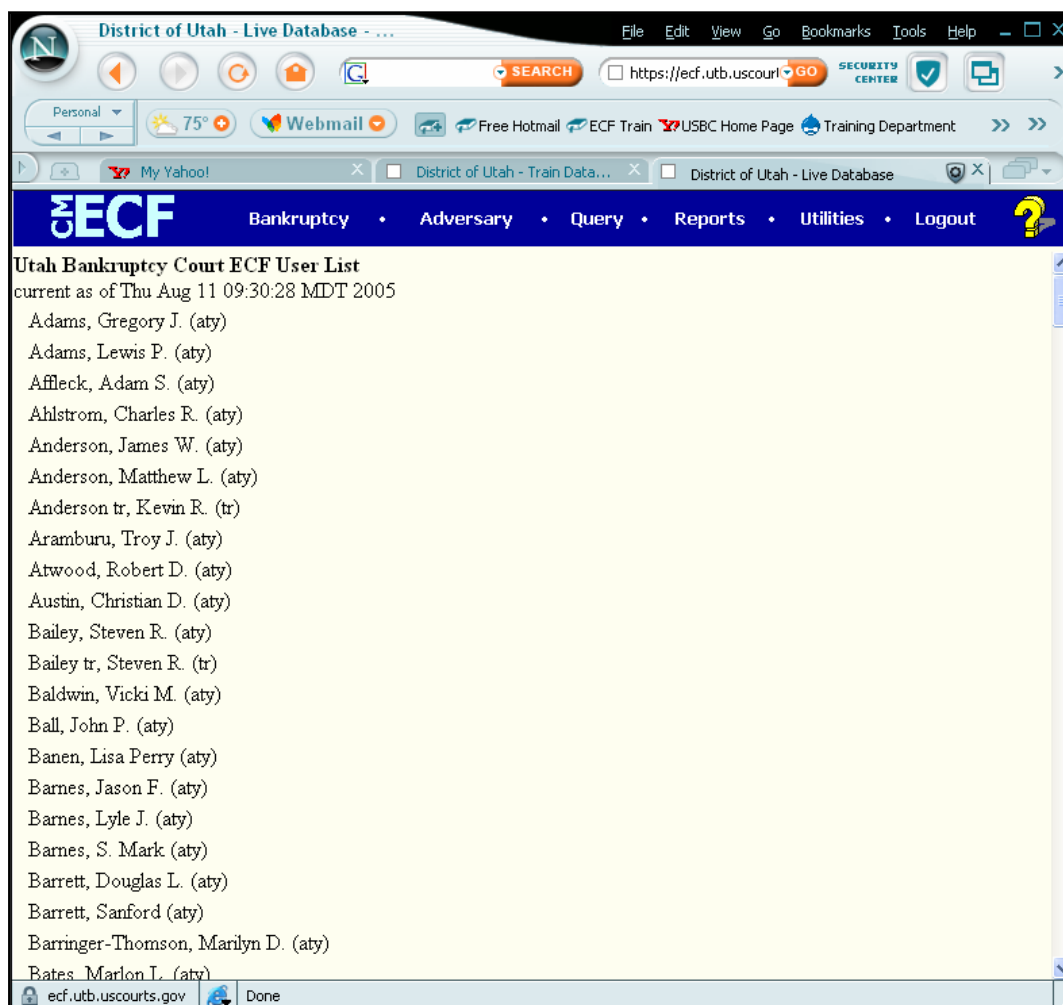 District of Utah - Live Database - ...
File Edit View Go Bookmarks Tools Help
N G SEARCH https://ecf.utb.uscourt GO SECURITY CENTER
Personal 75° Webmail Free Hotmail ECF Train Y! USBC Home Page Training Department
Y! My Yahoo! X District of Utah - Train Data... X District of Utah - Live Database X
CM ECF Bankruptcy • Adversary • Query • Reports • Utilities • Logout ?
Utah Bankruptcy Court ECF User List
current as of Thu Aug 11 09:30:28 MDT 2005
Adams, Gregory J. (aty)
Adams, Lewis P. (aty)
Affleck, Adam S. (aty)
Ahlstrom, Charles R. (aty)
Anderson, James W. (aty)
Anderson, Matthew L. (aty)
Anderson tr, Kevin R. (tr)
Aramburu, Troy J. (aty)
Atwood, Robert D. (aty)
Austin, Christian D. (aty)
Bailey, Steven R. (aty)
Bailey tr, Steven R. (tr)
Baldwin, Vicki M. (aty)
Ball, John P. (aty)
Banen, Lisa Perry (aty)
Barnes, Jason F. (aty)
Barnes, Lyle J. (aty)
Barnes, S. Mark (aty)
Barrett, Douglas L. (aty)
Barrett, Sanford (aty)
Barringer-Thomson, Marilyn D. (aty)
Bates, Marlon L. (aty)
ecf.utb.uscourts.gov Done